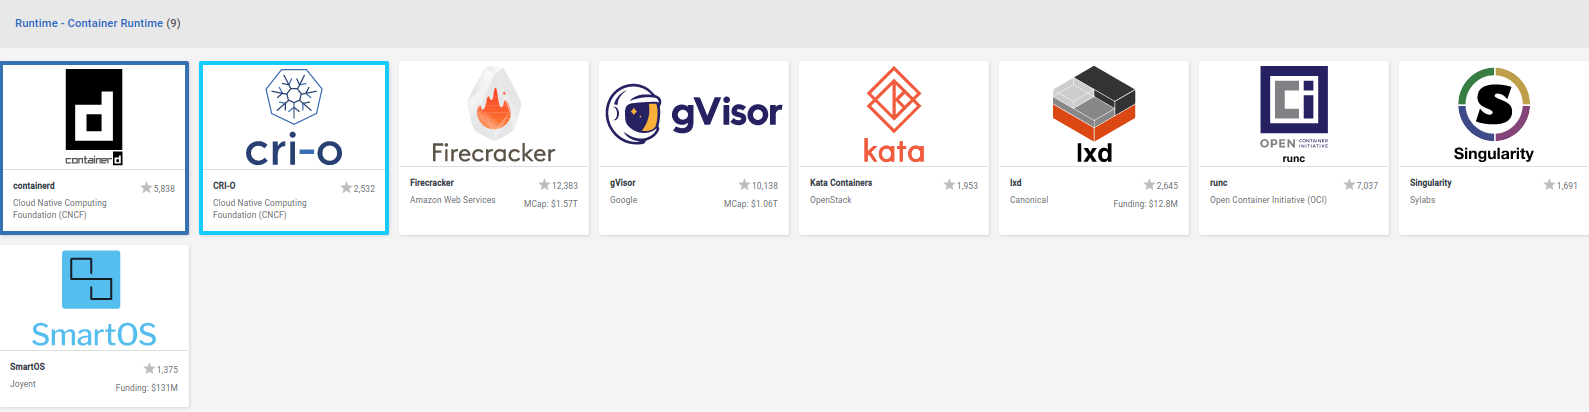 Runtime - Container Runtime (9)
d
containerd
containerd
5,838
Cloud Native Computing
Foundation (CNCF)
cri-o
CRI-O
2,532
Cloud Native Computing
Foundation (CNCF)
Firecracker
Firecracker
12,383
Amazon Web Services
MCap: $1.57T
gVisor
gVisor
10,138
Google
MCap: $1.06T
kata
Kata Containers
1,953
OpenStack
lxd
lxd
2,645
Canonical
Funding: $12.8M
Ci
OPEN CONTAINER
INITIATIVE
runc
runc
7,037
Open Container Initiative (OCI)
S
Singularity
Singularity
1,691
Sylabs
SmartOS
SmartOS
1,375
Joyent
Funding: $131M